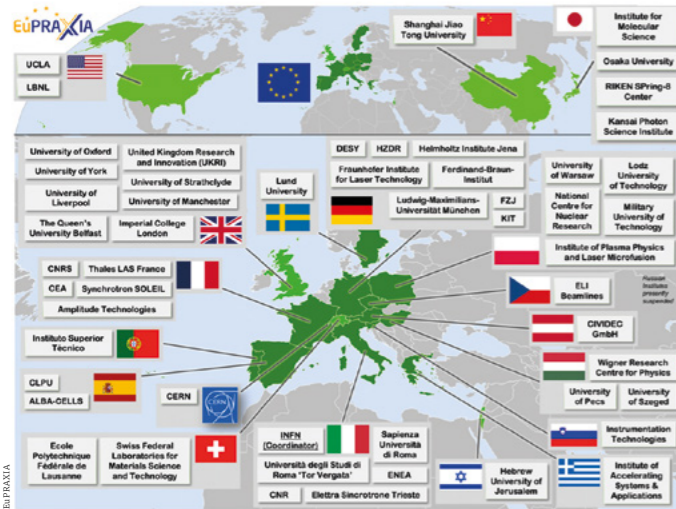 EuPRAXIA
UCLA
LBNL
Shanghai Jiao
Tong University
Institute for
Molecular
Science
Osaka University
RIKEN SPring-8
Center
Kansai Photon
Science Institute
University of Oxford
United Kingdom Research
and Innovation (UKRI)
University of York
University of Strathclyde
University of
Liverpool
University of Manchester
The Queen's
University Belfast
Imperial College
London
Lund
University
DESY
HZDR
Helmholtz Institute Jena
Fraunhofer Institute
for Laser Technology
Ferdinand-Braun-
Institut
Ludwig-Maximilians-
Universität München
FZJ
KIT
University
of Warsaw
Lodz
University
of Technology
National
Centre for
Nuclear
Research
Military
University of
Technology
Institute of Plasma Physics
and Laser Microfusion
CNRS
Thales LAS France
CEA
Synchrotron SOLEIL
Amplitude Technologies
ELI
Beamlines
Russian
Institutes
presently
suspended
CIVIDEC
GmbH
Instituto Superior
Técnico
Wigner Research
Centre for Physics
University
of Pecs
University
of Szeged
CLPU
ALBA-CELLS
CERN
CERN
Instrumentation
Technologies
Ecole
Polytechnique
Fédérale de
Lausanne
Swiss Federal
Laboratories for
Materials Science
and Technology
INFN
(Coordinator)
Sapienza
Università
di Roma
Università degli Studi di
Roma 'Tor Vergata'
ENEA
CNR
Elettra Sincrotrone Trieste
Hebrew
University of
Jerusalem
Institute of
Accelerating
Systems &
Applications
EuPRAXIA